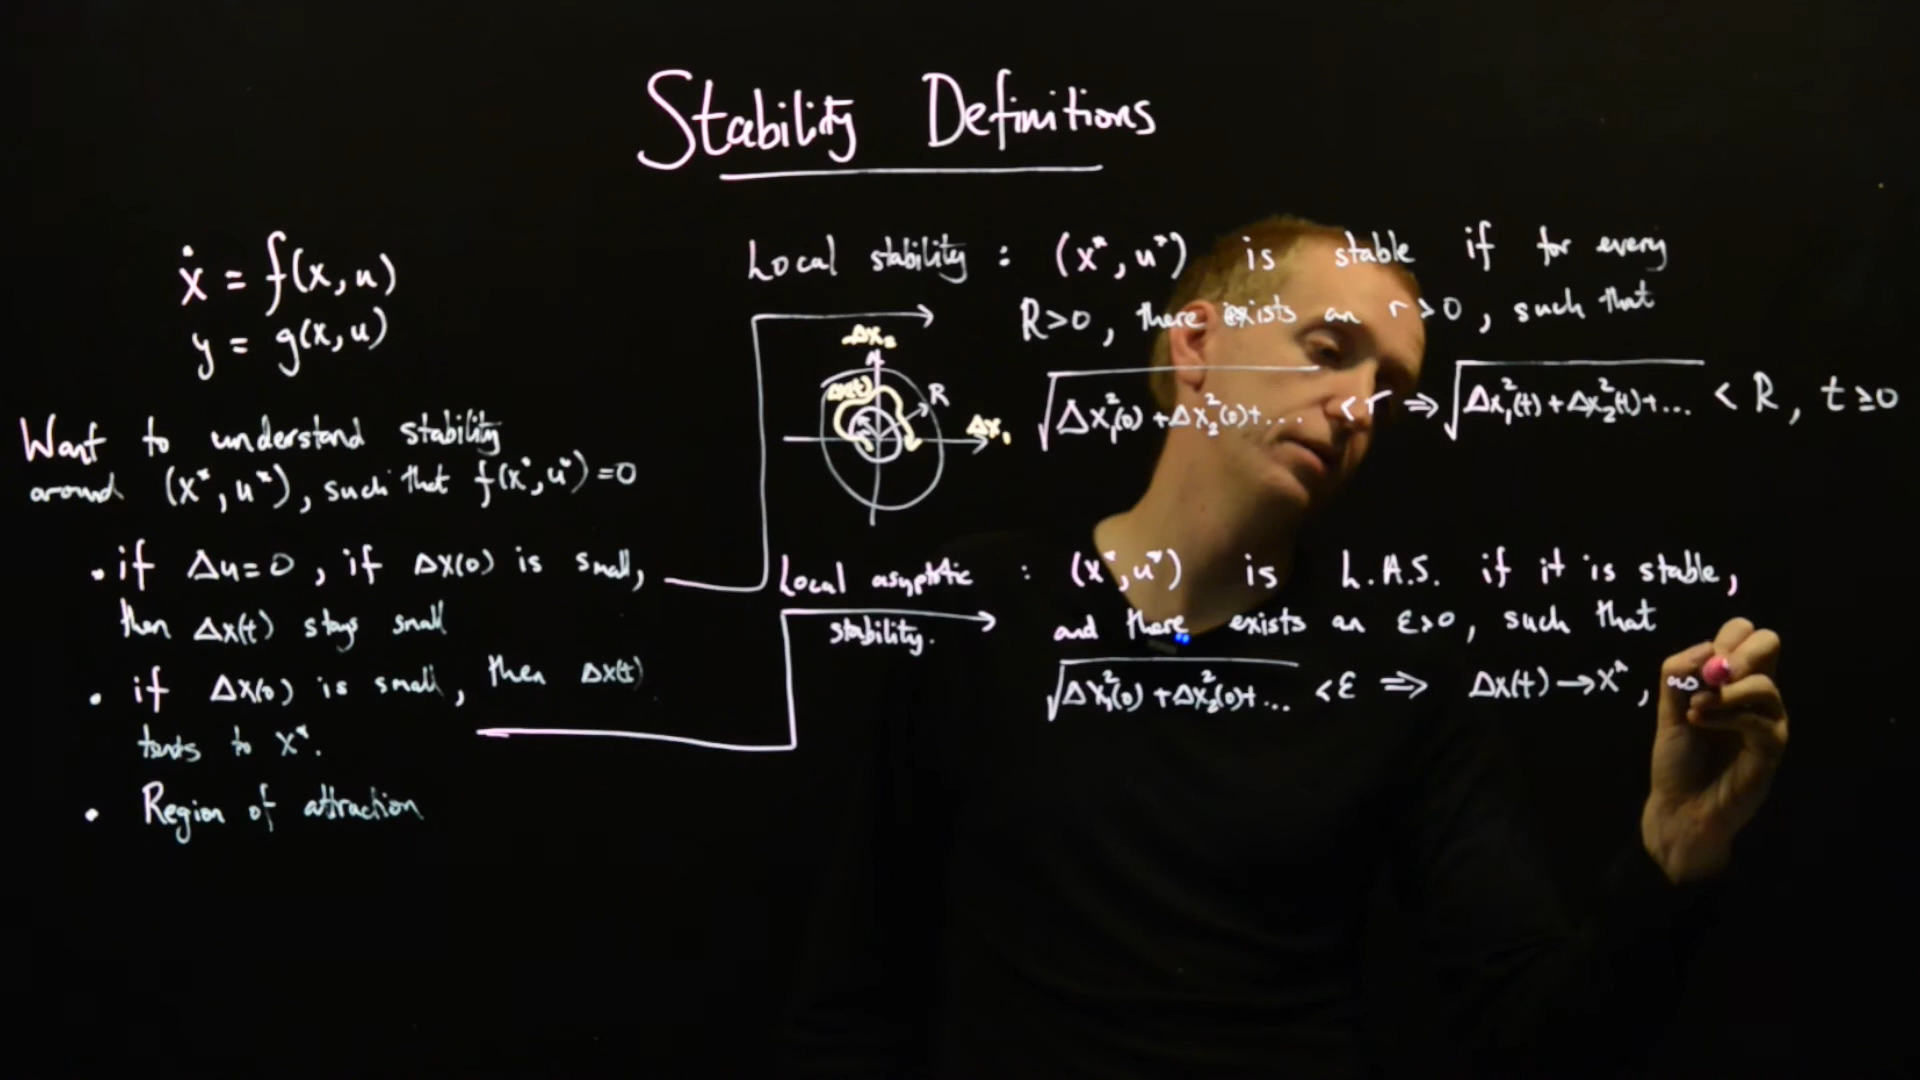 Stability Definitions
ẋ = f(x, u)
y = g(x, u)
Want to understand stability
around (x*, u*), such that f(x*, u*) = 0
• if Δu = 0, if Δx(0) is small,
then Δx(t) stays small
• if Δx(0) is small, then Δx(t)
tends to x*.
• Region of attraction
Local stability : (x*, u*) is stable if for every
R > 0, there exists an r > 0, such that
√(Δx₁²(0) + Δx₂²(0) + ...) < r ⇒ √(Δx₁²(t) + Δx₂²(t) + ...) < R, t ≥ 0
Δx₂
Δx(t)
R
Δx₁
Local asymptotic
stability.
: (x*, u*) is L.A.S. if it is stable,
and there exists an ε > 0, such that
√(Δx₁²(0) + Δx₂²(0) + ...) < ε ⇒ Δx(t) → x*, as